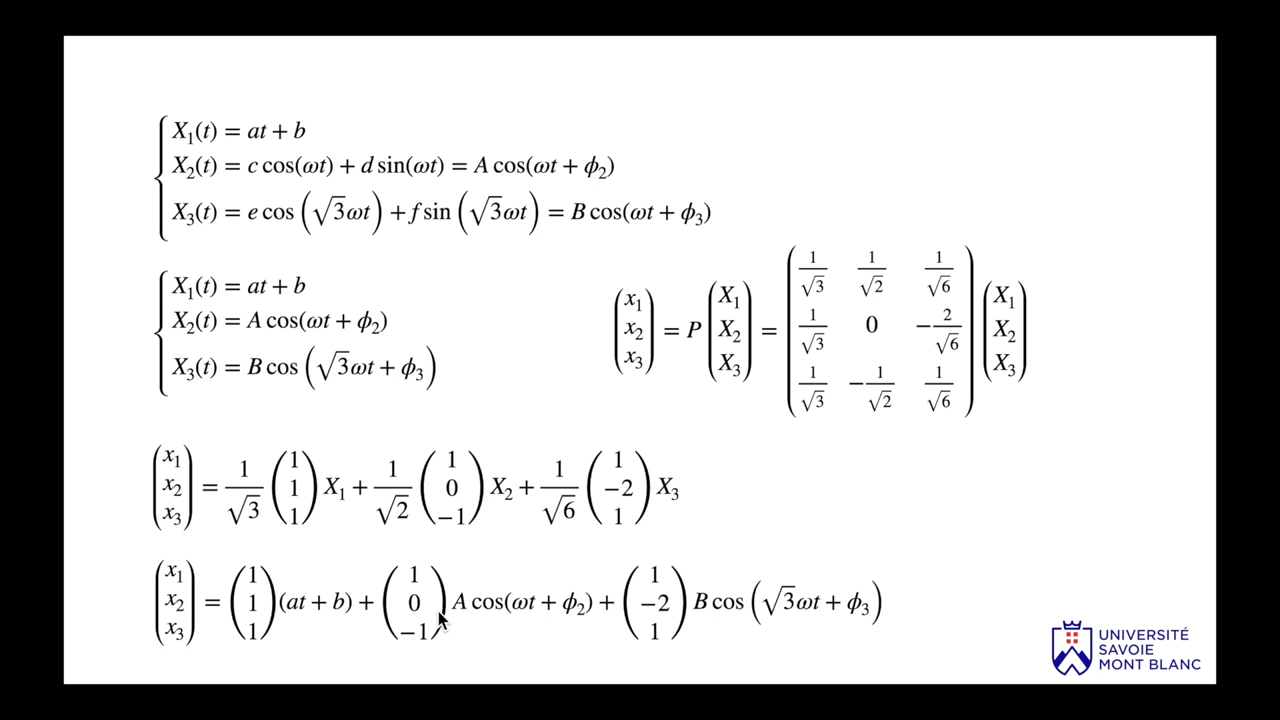 X₁(t) = at + b
X₂(t) = c cos(ωt) + d sin(ωt) = A cos(ωt + ϕ₂)
X₃(t) = e cos (√3ωt) + f sin (√3ωt) = B cos(ωt + ϕ₃)
X₁(t) = at + b
X₂(t) = A cos(ωt + ϕ₂)
X₃(t) = B cos (√3ωt + ϕ₃)
(x₁ x₂ x₃) = P (X₁ X₂ X₃) = (1/√3 1/√2 1/√6 ; 1/√3 0 −2/√6 ; 1/√3 −1/√2 1/√6) (X₁ X₂ X₃)
(x₁ x₂ x₃) = 1/√3 (1 1 1) X₁ + 1/√2 (1 0 −1) X₂ + 1/√6 (1 −2 1) X₃
(x₁ x₂ x₃) = (1 1 1) (at + b) + (1 0 −1) A cos(ωt + ϕ₂) + (1 −2 1) B cos (√3ωt + ϕ₃)
UNIVERSITÉ
SAVOIE
MONT BLANC